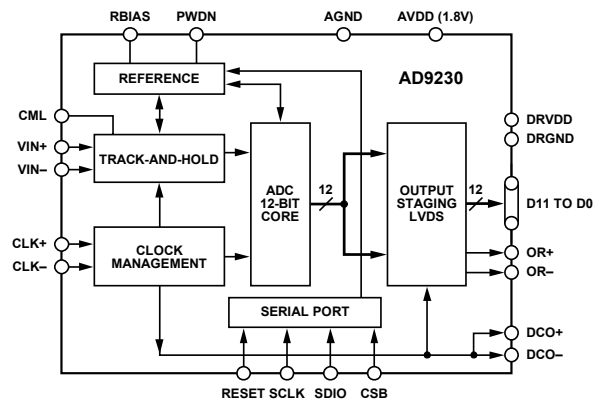 RBIAS PWDN AGND AVDD (1.8V)
REFERENCE
AD9230
CML
DRVDD
DRGND
VIN+
VIN–
TRACK-AND-HOLD
ADC
12-BIT
CORE
12
OUTPUT
STAGING
LVDS
12
D11 TO D0
CLK+
CLK–
CLOCK
MANAGEMENT
OR+
OR–
SERIAL PORT
DCO+
DCO–
RESET SCLK SDIO CSB